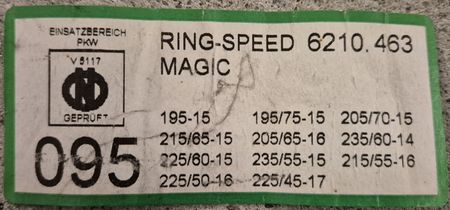 EINSATZBEREICH
PKW
V 5117
GEPRÜFT
095
RING-SPEED 6210.463
MAGIC
195-15 195/75-15 205/70-15
215/65-15 205/65-16 235/60-14
225/60-15 235/55-15 215/55-16
225/50-16 225/45-17